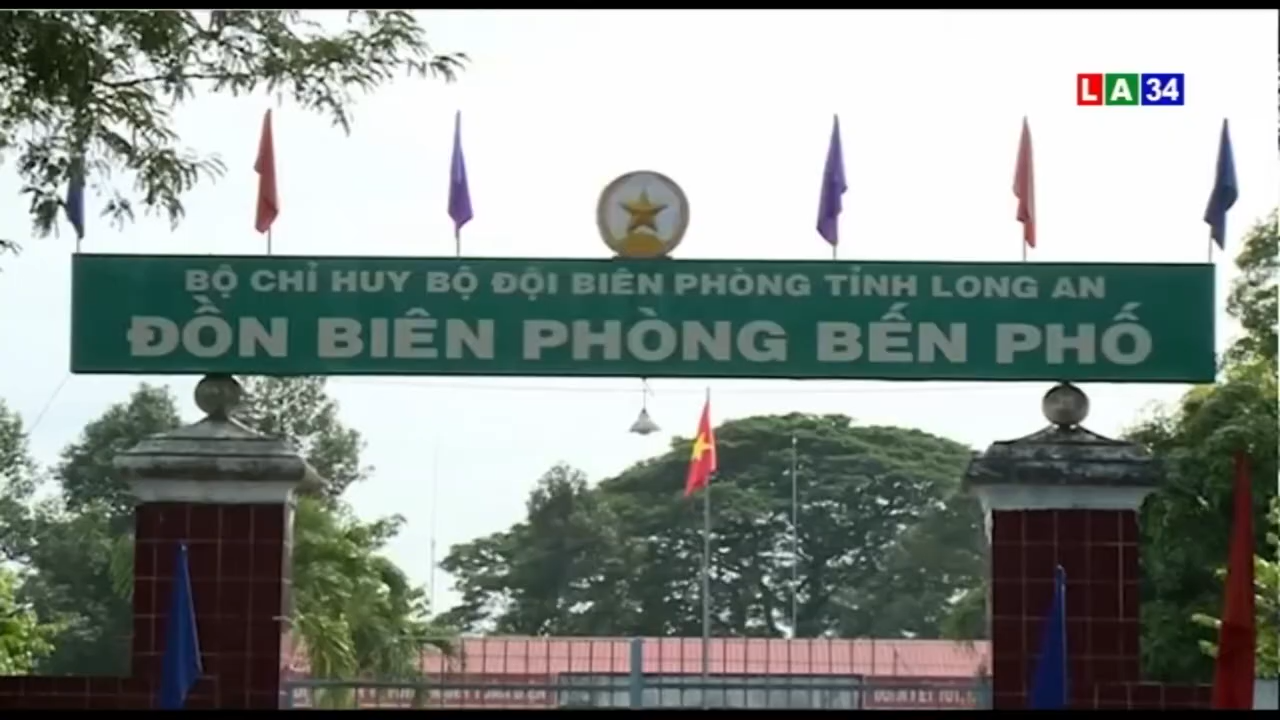 LA34
BỘ CHỈ HUY BỘ ĐỘI BIÊN PHÒNG TỈNH LONG AN
ĐỒN BIÊN PHÒNG BẾN PHỐ